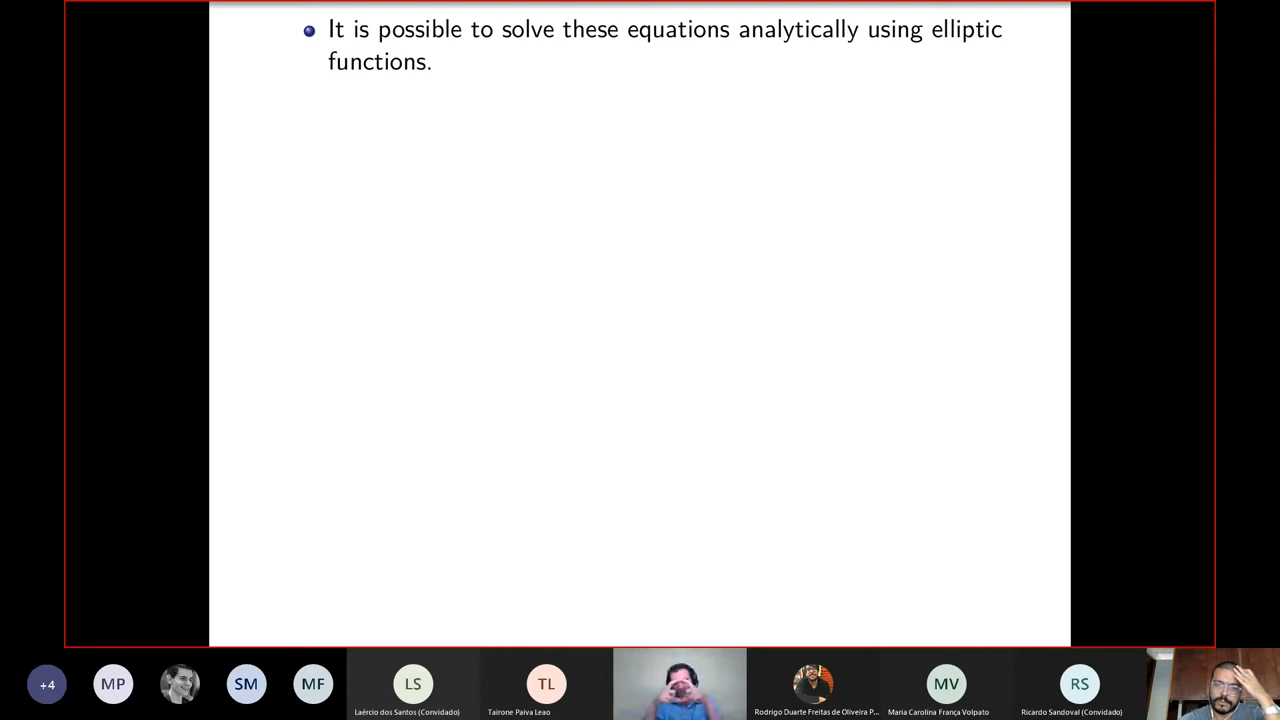 It is possible to solve these equations analytically using elliptic
functions.
+4
MP
SM
MF
LS
Laércio dos Santos (Convidado)
TL
Tairone Paiva Leao
Rodrigo Duarte Freitas de Oliveira P...
MV
Maria Carolina França Volpato
RS
Ricardo Sandoval (Convidado)